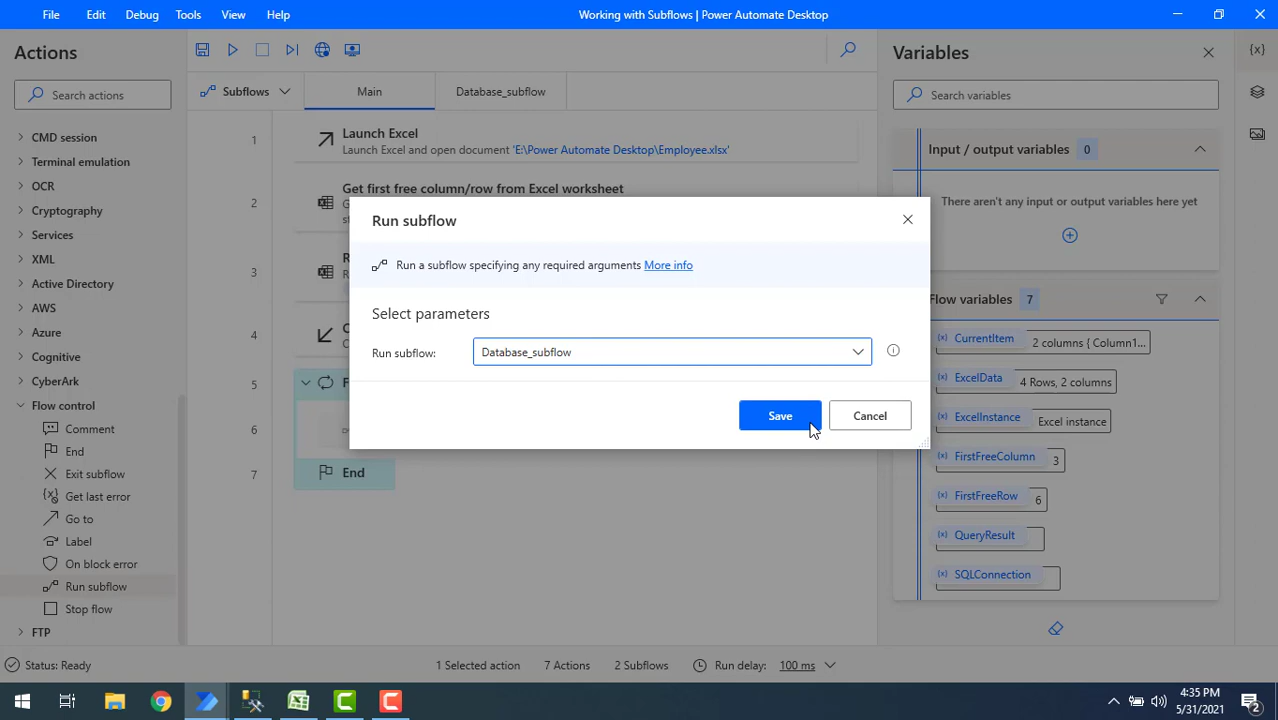 File Edit Debug Tools View Help
Working with Subflows | Power Automate Desktop
Actions
Search actions
CMD session
Terminal emulation
OCR
Cryptography
Services
XML
Active Directory
AWS
Azure
Cognitive
CyberArk
Flow control
Comment
End
Exit subflow
Get last error
Go to
Label
On block error
Run subflow
Stop flow
FTP
Subflows
Main
Database_subflow
1
Launch Excel
Launch Excel and open document 'E:\Power Automate Desktop\Employee.xlsx'
2
Get first free column/row from Excel worksheet
3
4
5
6
7
End
Run subflow
Run a subflow specifying any required arguments More info
Select parameters
Run subflow:
Database_subflow
Save
Cancel
Variables
{x}
Search variables
Input / output variables 0
There aren't any input or output variables here yet
Flow variables 7
(x) CurrentItem 2 columns { Column1...
(x) ExcelData 4 Rows, 2 columns
(x) ExcelInstance Excel instance
(x) FirstFreeColumn 3
(x) FirstFreeRow 6
(x) QueryResult
(x) SQLConnection
Status: Ready
1 Selected action
7 Actions
2 Subflows
Run delay: 100 ms
4:35 PM
5/31/2021
2